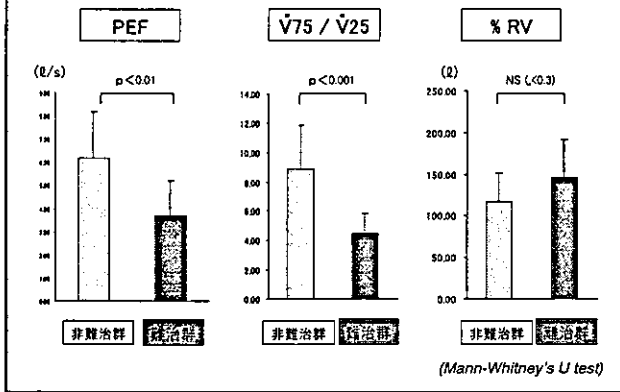 PEF
V̇75 / V̇25
% RV
(ℓ/s)
p<0.01
p<0.001
(ℓ)
NS (<0.3)
14.00
12.00
10.00
8.00
6.00
4.00
2.00
0.00
250.00
200.00
150.00
100.00
50.00
0.00
非難治群
難治群
非難治群
難治群
非難治群
難治群
(Mann-Whitney's U test)